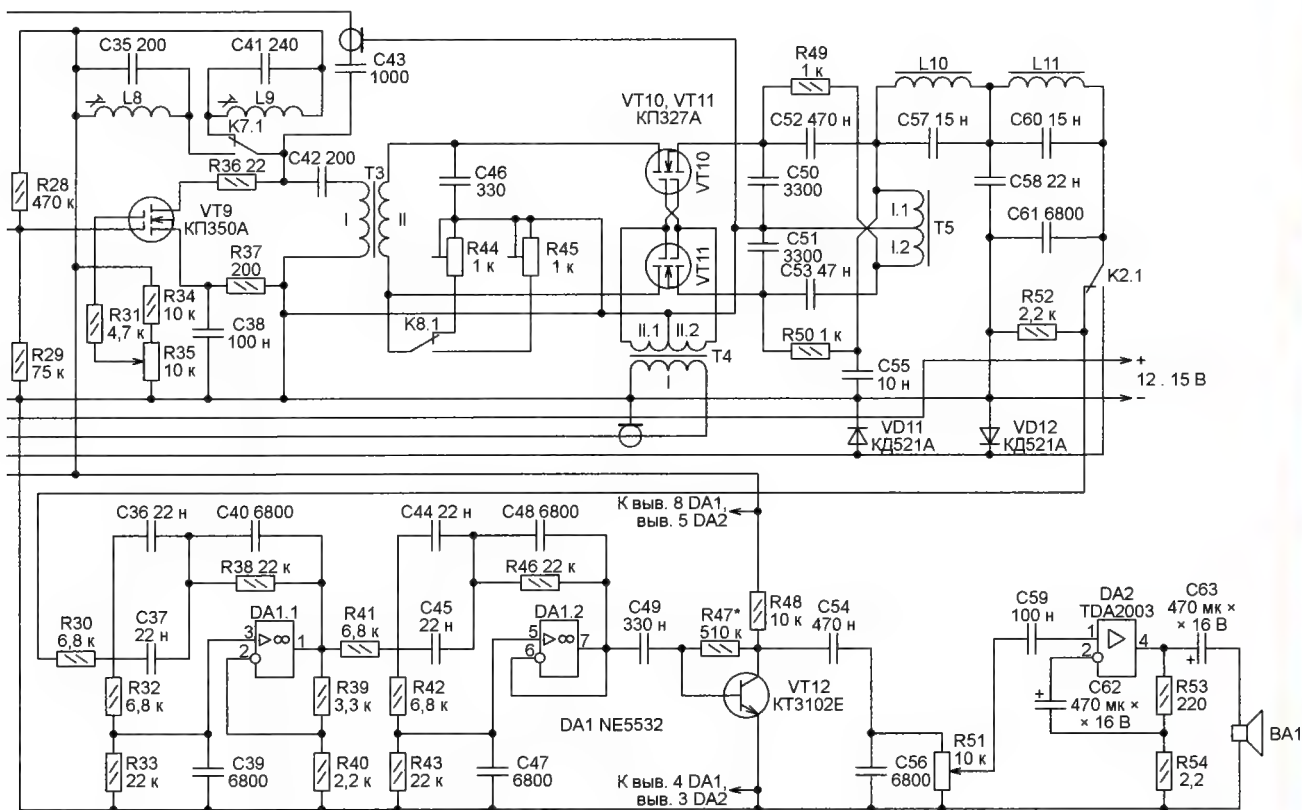 C35 200
C41 240
C43
1000
L8
L9
K7.1
R36 22
C42 200
R28
470 к
VT9
КП350А
R37
200
R34
10 к
R31
4,7 к
C38
100 н
R35
10 к
R29
75 к
T3
I
II
C46
330
R44
1 к
R45
1 к
K8.1
VT10, VT11
КП327А
VT10
VT11
II.1
II.2
T4
I
R49
1 к
C52 470 н
C50
3300
C51
3300
C53 47 н
R50 1 к
C55
10 н
L10
L11
C57 15 н
C60 15 н
C58 22 н
C61 6800
I.1
I.2
T5
R52
2,2 к
K2.1
+
12 . 15 В
−
VD11
КД521А
VD12
КД521А
C36 22 н
C40 6800
R38 22 к
C37
22 н
R30
6,8 к
DA1.1
3
2
1
∞
R32
6,8 к
R33
22 к
C39
6800
R39
3,3 к
R40
2,2 к
R41
6,8 к
C44 22 н
C48 6800
R46 22 к
C45
22 н
DA1.2
5
6
7
∞
R42
6,8 к
R43
22 к
C47
6800
DA1 NE5532
C49
330 н
R47*
510 к
К выв. 8 DA1,
выв. 5 DA2
R48
10 к
C54
470 н
VT12
КТ3102Е
К выв. 4 DA1,
выв. 3 DA2
C56
6800
R51
10 к
C59
100 н
DA2
TDA2003
1
2
4
C63
470 мк ×
× 16 В
+
+
C62
470 мк ×
× 16 В
R53
220
R54
2,2
BA1